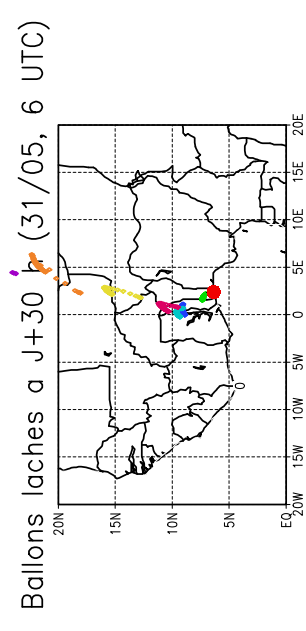 Ballons laches a J+30 (31/05, 6 UTC)
20N
15N
10N
5N
EQ
20W
15W
10W
5W
0
5E
10E
15E
20E
0